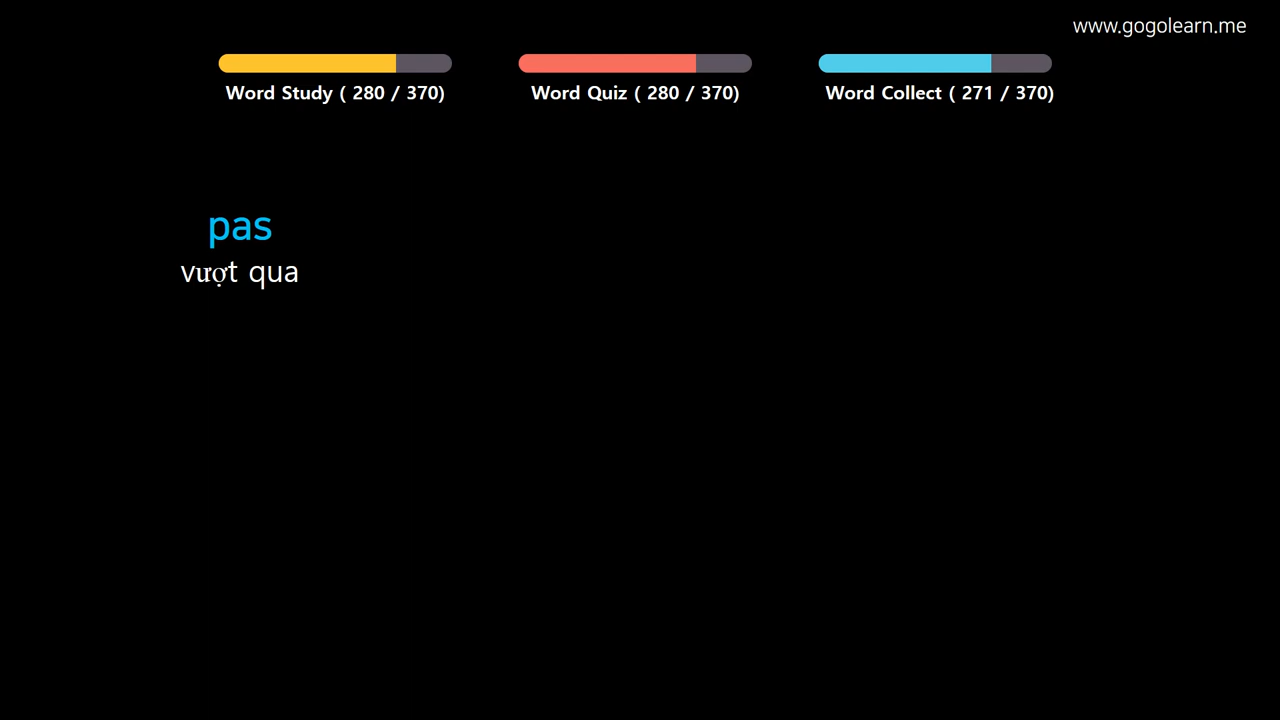 www.gogolearn.me
Word Study ( 280 / 370)
Word Quiz ( 280 / 370)
Word Collect ( 271 / 370)
pas
vượt qua